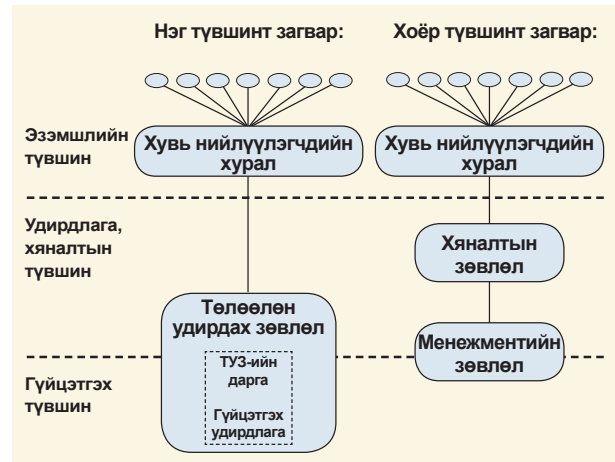 Нэг түвшинт загвар:
Хоёр түвшинт загвар:
Эзэмшлийн
түвшин
Хувь нийлүүлэгчдийн
хурал
Хувь нийлүүлэгчдийн
хурал
Удирдлага,
хяналтын
түвшин
Хяналтын
зөвлөл
Төлөөлөн
удирдах зөвлөл
Менежментийн
зөвлөл
Гүйцэтгэх
түвшин
ТУЗ-ийн
дарга
Гүйцэтгэх
удирдлага